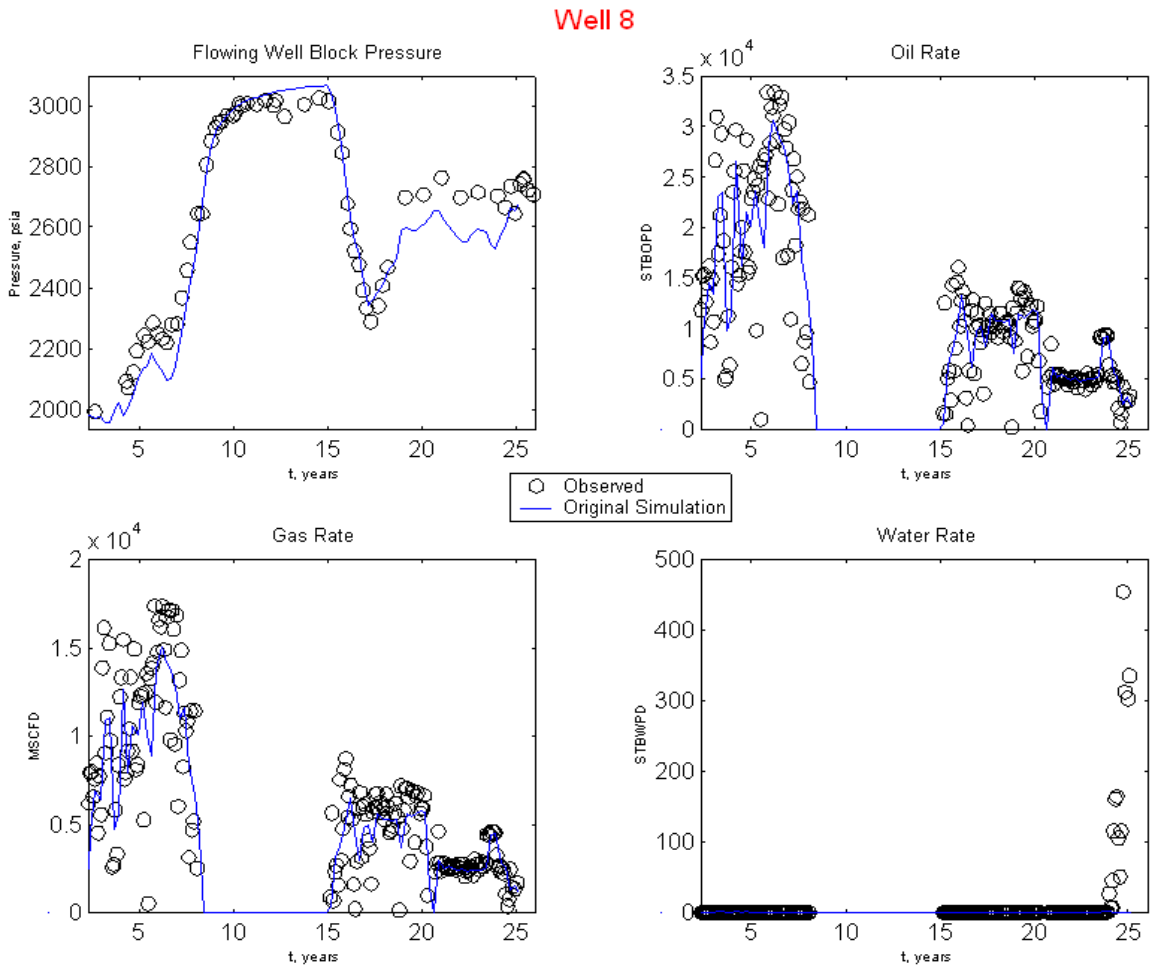 Well 8
Flowing Well Block Pressure
Pressure, psia
3000
2800
2600
2400
2200
2000
5 10 15 20 25
t, years
Oil Rate
x 10^4
STBOPD
3.5
3
2.5
2
1.5
1
0.5
0
5 10 15 20 25
t, years
Observed
Original Simulation
Gas Rate
x 10^4
MSCFD
2
1.5
1
0.5
0
5 10 15 20 25
t, years
Water Rate
STBWPD
500
400
300
200
100
0
5 10 15 20 25
t, years